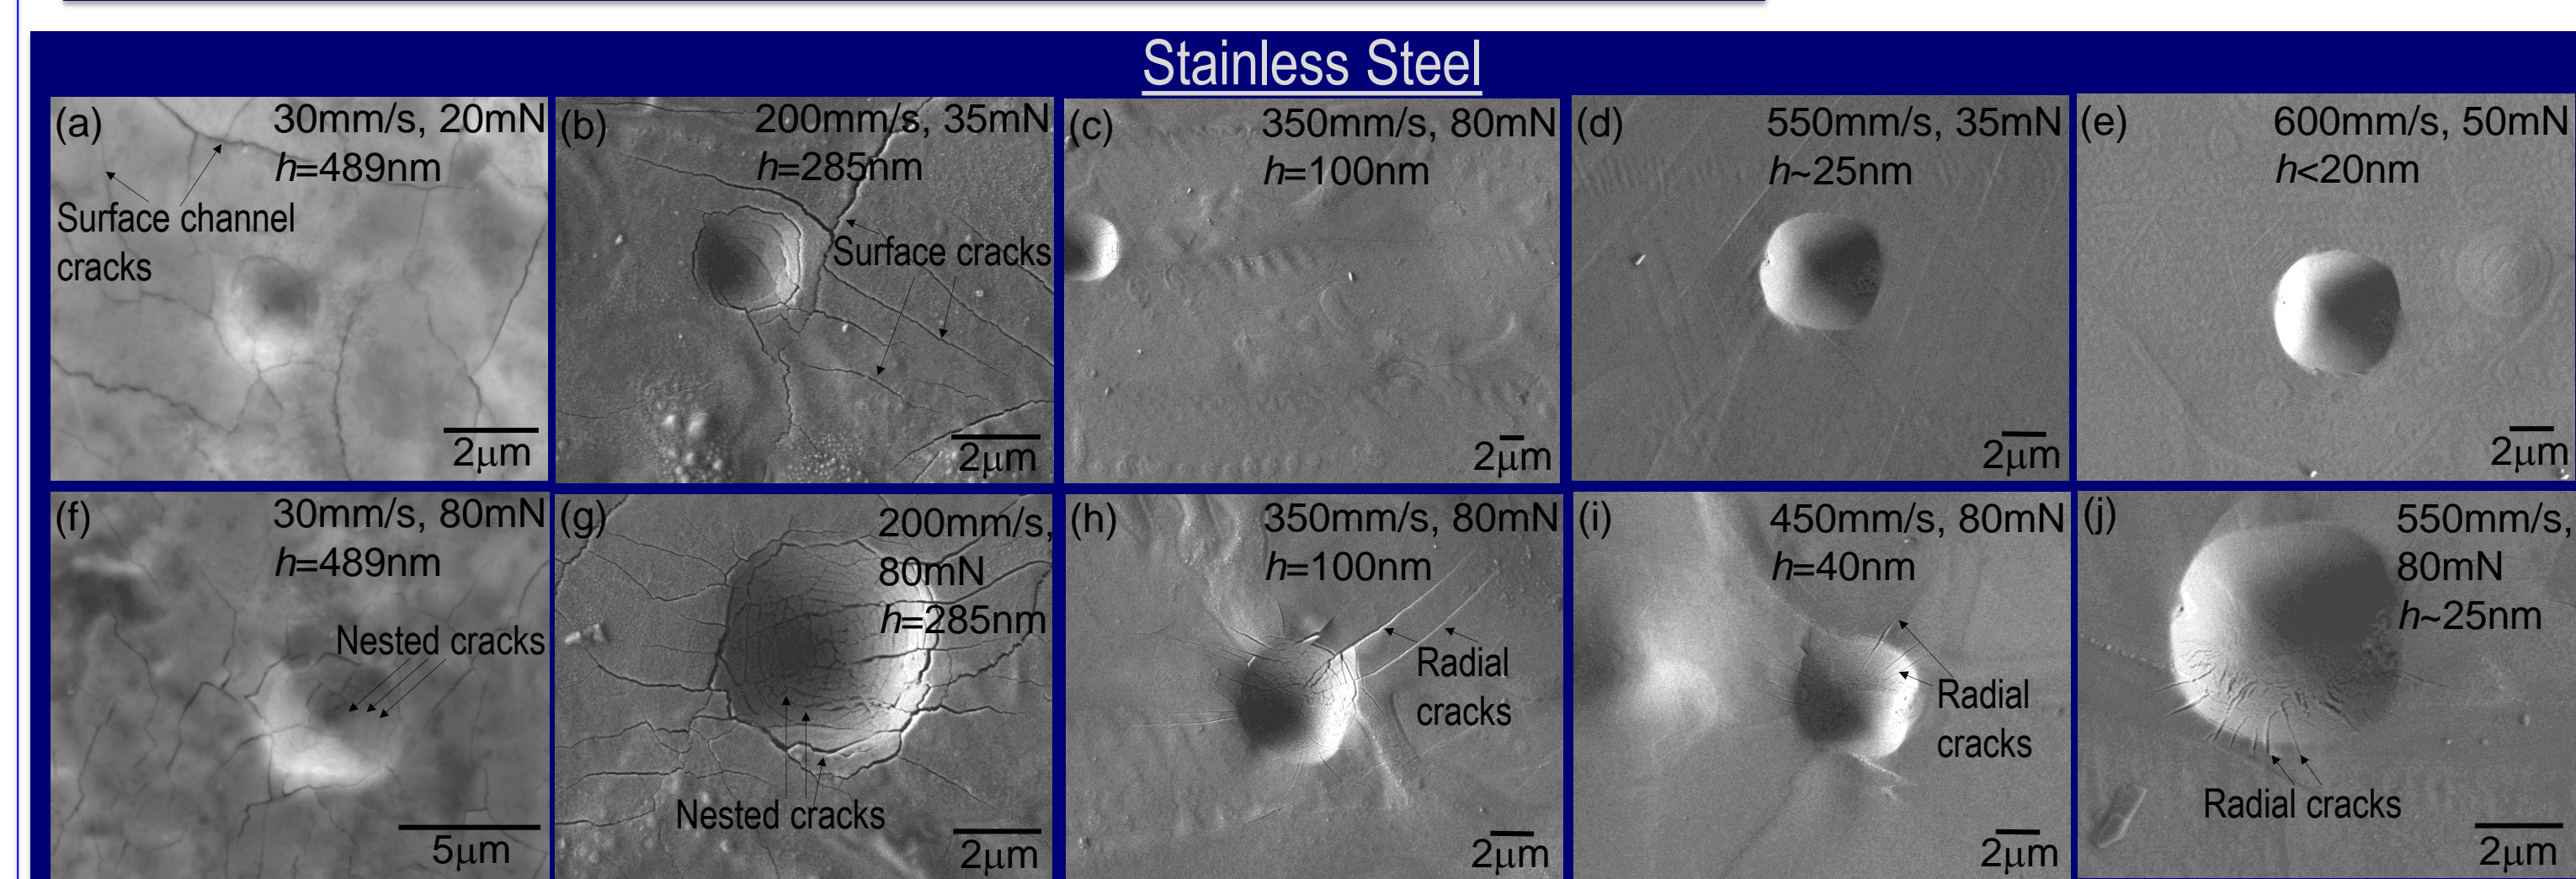 Stainless Steel
(a)
30mm/s, 20mN
h=489nm
Surface channel
cracks
2μm
(b)
200mm/s, 35mN
h=285nm
Surface cracks
2μm
(c)
350mm/s, 80mN
h=100nm
2μm
(d)
550mm/s, 35mN
h~25nm
2μm
(e)
600mm/s, 50mN
h<20nm
2μm
(f)
30mm/s, 80mN
h=489nm
Nested cracks
5μm
(g)
200mm/s,
80mN
h=285nm
Nested cracks
2μm
(h)
350mm/s, 80mN
h=100nm
Radial
cracks
2μm
(i)
450mm/s, 80mN
h=40nm
Radial
cracks
2μm
(j)
550mm/s,
80mN
h~25nm
Radial cracks
2μm